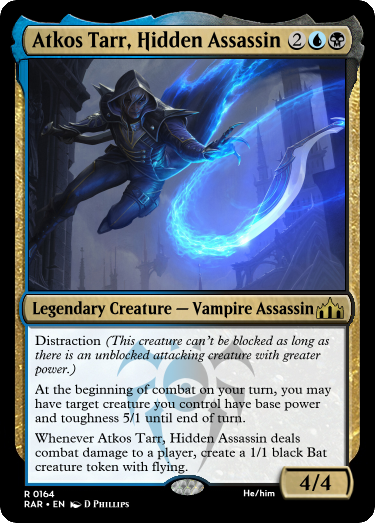 Atkos Tarr, Hidden Assassin 2
Legendary Creature — Vampire Assassin
Distraction (This creature can't be blocked as long as
there is an unblocked attacking creature with greater
power.)
At the beginning of combat on your turn, you may
have target creature you control have base power
and toughness 5/1 until end of turn.
Whenever Atkos Tarr, Hidden Assassin deals
combat damage to a player, create a 1/1 black Bat
creature token with flying.
4/4
R 0164
RAR • EN D PHILLIPS
He/him